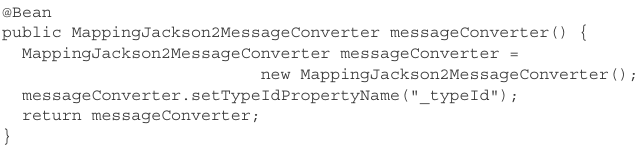 @Bean
public MappingJackson2MessageConverter messageConverter() {
  MappingJackson2MessageConverter messageConverter =
                          new MappingJackson2MessageConverter();
  messageConverter.setTypeIdPropertyName("_typeId");
  return messageConverter;
}